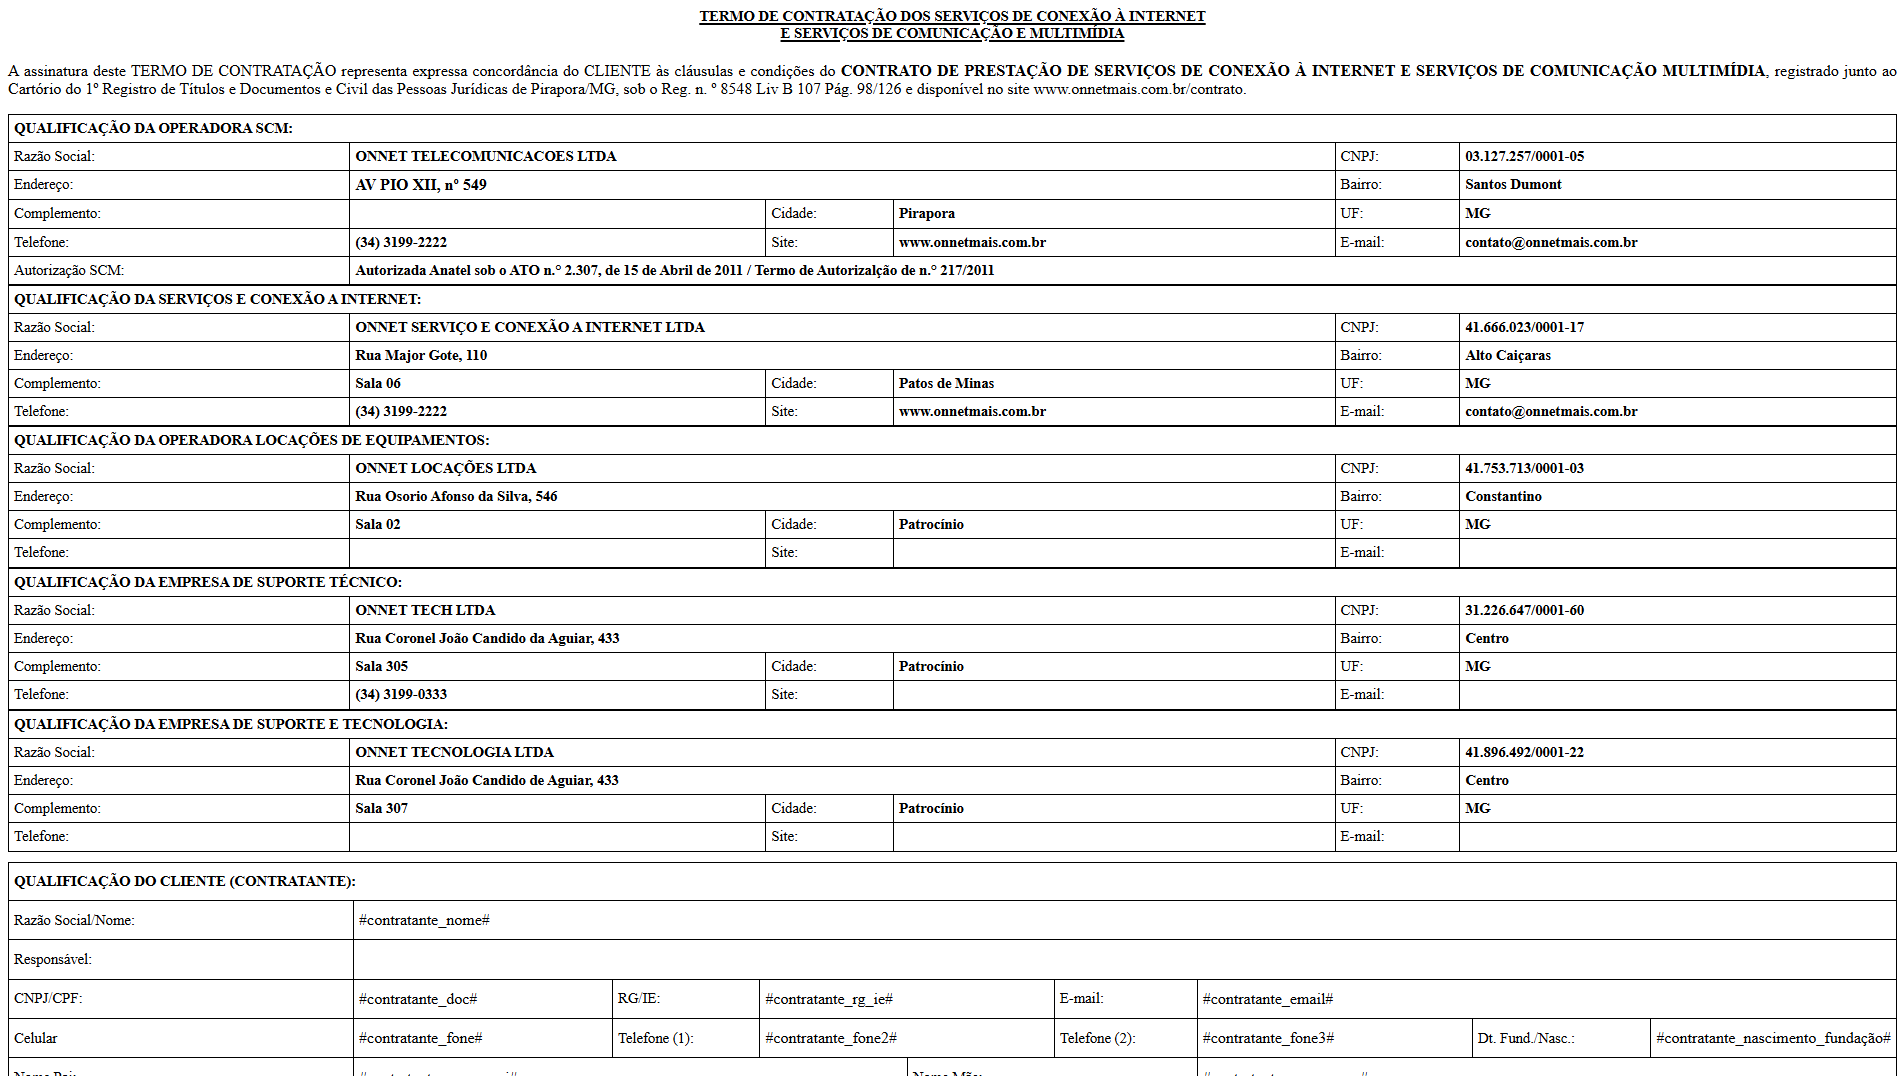 TERMO DE CONTRATAÇÃO DOS SERVIÇOS DE CONEXÃO À INTERNET
E SERVIÇOS DE COMUNICAÇÃO E MULTIMÍDIA
A assinatura deste TERMO DE CONTRATAÇÃO representa expressa concordância do CLIENTE às cláusulas e condições do CONTRATO DE PRESTAÇÃO DE SERVIÇOS DE CONEXÃO À INTERNET E SERVIÇOS DE COMUNICAÇÃO MULTIMÍDIA, registrado junto ao
Cartório do 1º Registro de Títulos e Documentos e Civil das Pessoas Jurídicas de Pirapora/MG, sob o Reg. n. º 8548 Liv B 107 Pág. 98/126 e disponível no site www.onnetmais.com.br/contrato.
QUALIFICAÇÃO DA OPERADORA SCM:
Razão Social: ONNET TELECOMUNICACOES LTDA CNPJ: 03.127.257/0001-05
Endereço: AV PIO XII, nº 549 Bairro: Santos Dumont
Complemento: Cidade: Pirapora UF: MG
Telefone: (34) 3199-2222 Site: www.onnetmais.com.br E-mail: contato@onnetmais.com.br
Autorização SCM: Autorizada Anatel sob o ATO n.° 2.307, de 15 de Abril de 2011 / Termo de Autorizalção de n.° 217/2011
QUALIFICAÇÃO DA SERVIÇOS E CONEXÃO A INTERNET:
Razão Social: ONNET SERVIÇO E CONEXÃO A INTERNET LTDA CNPJ: 41.666.023/0001-17
Endereço: Rua Major Gote, 110 Bairro: Alto Caiçaras
Complemento: Sala 06 Cidade: Patos de Minas UF: MG
Telefone: (34) 3199-2222 Site: www.onnetmais.com.br E-mail: contato@onnetmais.com.br
QUALIFICAÇÃO DA OPERADORA LOCAÇÕES DE EQUIPAMENTOS:
Razão Social: ONNET LOCAÇÕES LTDA CNPJ: 41.753.713/0001-03
Endereço: Rua Osorio Afonso da Silva, 546 Bairro: Constantino
Complemento: Sala 02 Cidade: Patrocínio UF: MG
Telefone: Site: E-mail:
QUALIFICAÇÃO DA EMPRESA DE SUPORTE TÉCNICO:
Razão Social: ONNET TECH LTDA CNPJ: 31.226.647/0001-60
Endereço: Rua Coronel João Candido da Aguiar, 433 Bairro: Centro
Complemento: Sala 305 Cidade: Patrocínio UF: MG
Telefone: (34) 3199-0333 Site: E-mail:
QUALIFICAÇÃO DA EMPRESA DE SUPORTE E TECNOLOGIA:
Razão Social: ONNET TECNOLOGIA LTDA CNPJ: 41.896.492/0001-22
Endereço: Rua Coronel João Candido de Aguiar, 433 Bairro: Centro
Complemento: Sala 307 Cidade: Patrocínio UF: MG
Telefone: Site: E-mail:
QUALIFICAÇÃO DO CLIENTE (CONTRATANTE):
Razão Social/Nome: #contratante_nome#
Responsável:
CNPJ/CPF: #contratante_doc# RG/IE: #contratante_rg_ie# E-mail: #contratante_email#
Celular #contratante_fone# Telefone (1): #contratante_fone2# Telefone (2): #contratante_fone3# Dt. Fund./Nasc.: #contratante_nascimento_fundação#
Nome Pai: Nome Mãe: